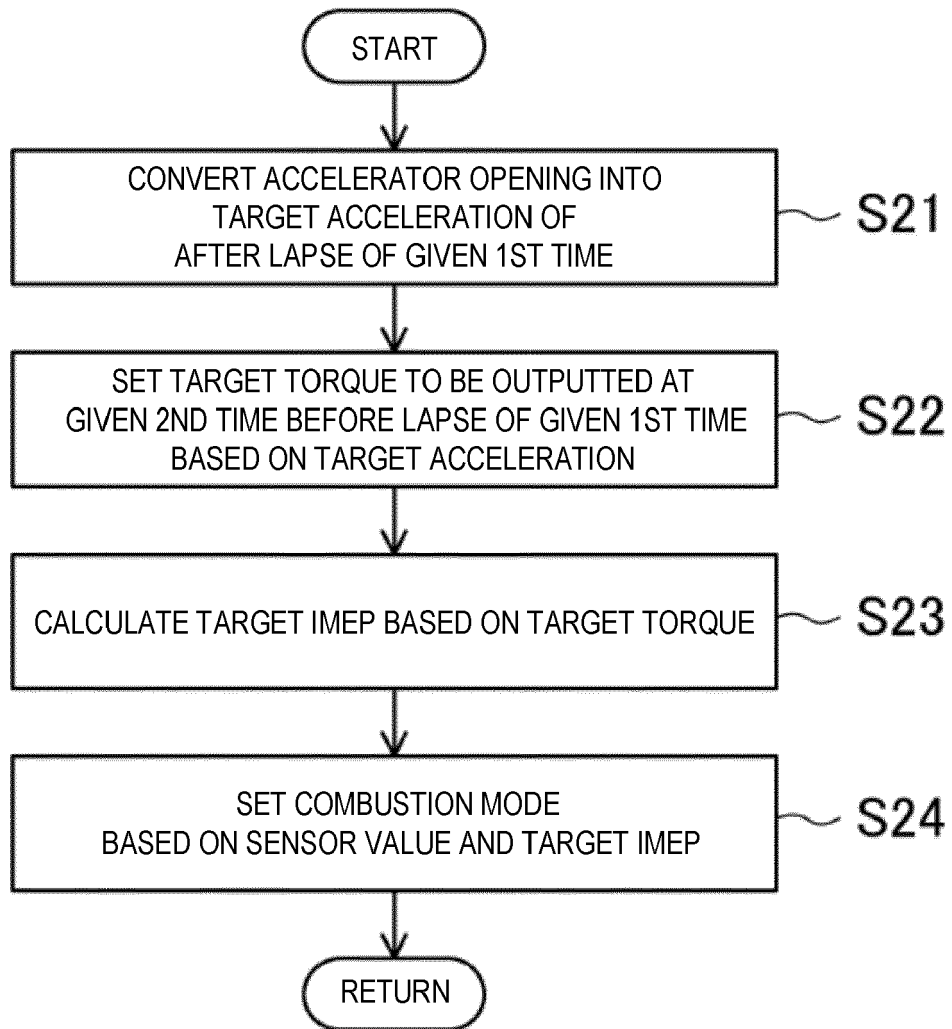 START
CONVERT ACCELERATOR OPENING INTO
TARGET ACCELERATION OF
AFTER LAPSE OF GIVEN 1ST TIME
S21
SET TARGET TORQUE TO BE OUTPUTTED AT
GIVEN 2ND TIME BEFORE LAPSE OF GIVEN 1ST TIME
BASED ON TARGET ACCELERATION
S22
CALCULATE TARGET IMEP BASED ON TARGET TORQUE
S23
SET COMBUSTION MODE
BASED ON SENSOR VALUE AND TARGET IMEP
S24
RETURN